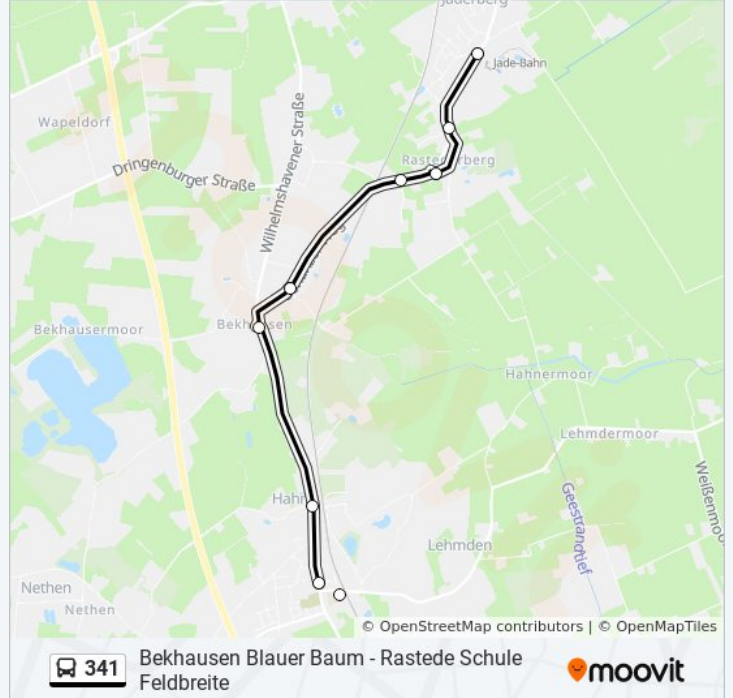 Jaderberg
Jade-Bahn
Wapeldorf
Wilhelmshavener Straße
Rastederberg
Dringenburger Straße
Bekhausen
Bekhausermoor
Hahnermoor
Lehmdermoor
Weißenmoo
Geestrandtief
Hahn
Lehmden
Nethen
Nethen
© OpenStreetMap contributors | © OpenMapTiles
341
Bekhausen Blauer Baum - Rastede Schule
Feldbreite
moovit